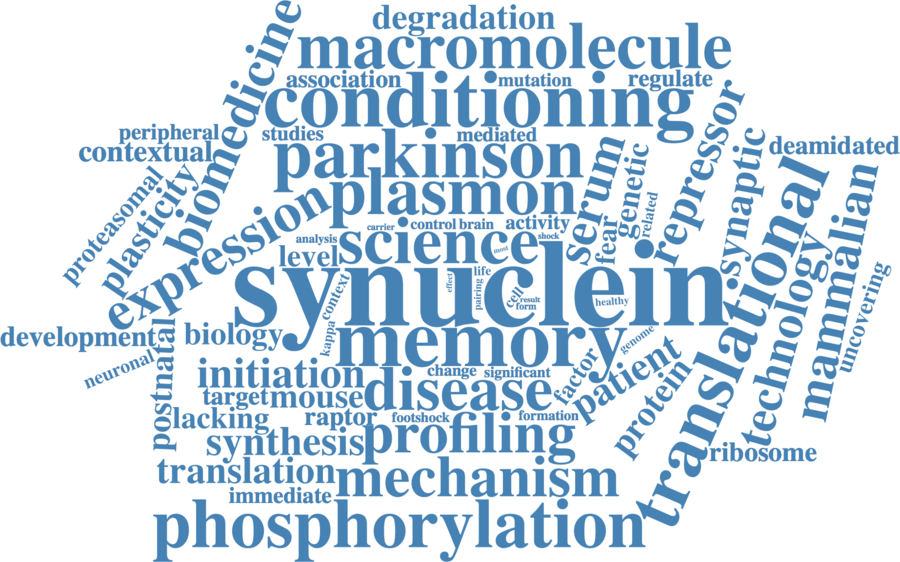 degradation
macromolecule
association
mutation
regulate
conditioning
biomedicine
peripheral
studies
mediated
contextual
parkinson
deamidated
serum
genetic
repressor
synaptic
proteasomal
plasticity
plasmon
fear
related
expression
carrier
control
brain
activity
analysis
science
shock
most
level
synuclein
translational
technology
mammalian
uncovering
context
kappa
effect
life
pairing
cell
result
form
healthy
development
biology
postnatal
memory
genome
neuronal
initiation
change
significant
factor
patient
target
mouse
disease
protein
lacking
raptor
footshock
formation
synthesis
profiling
ribosome
translation
mechanism
immediate
phosphorylation